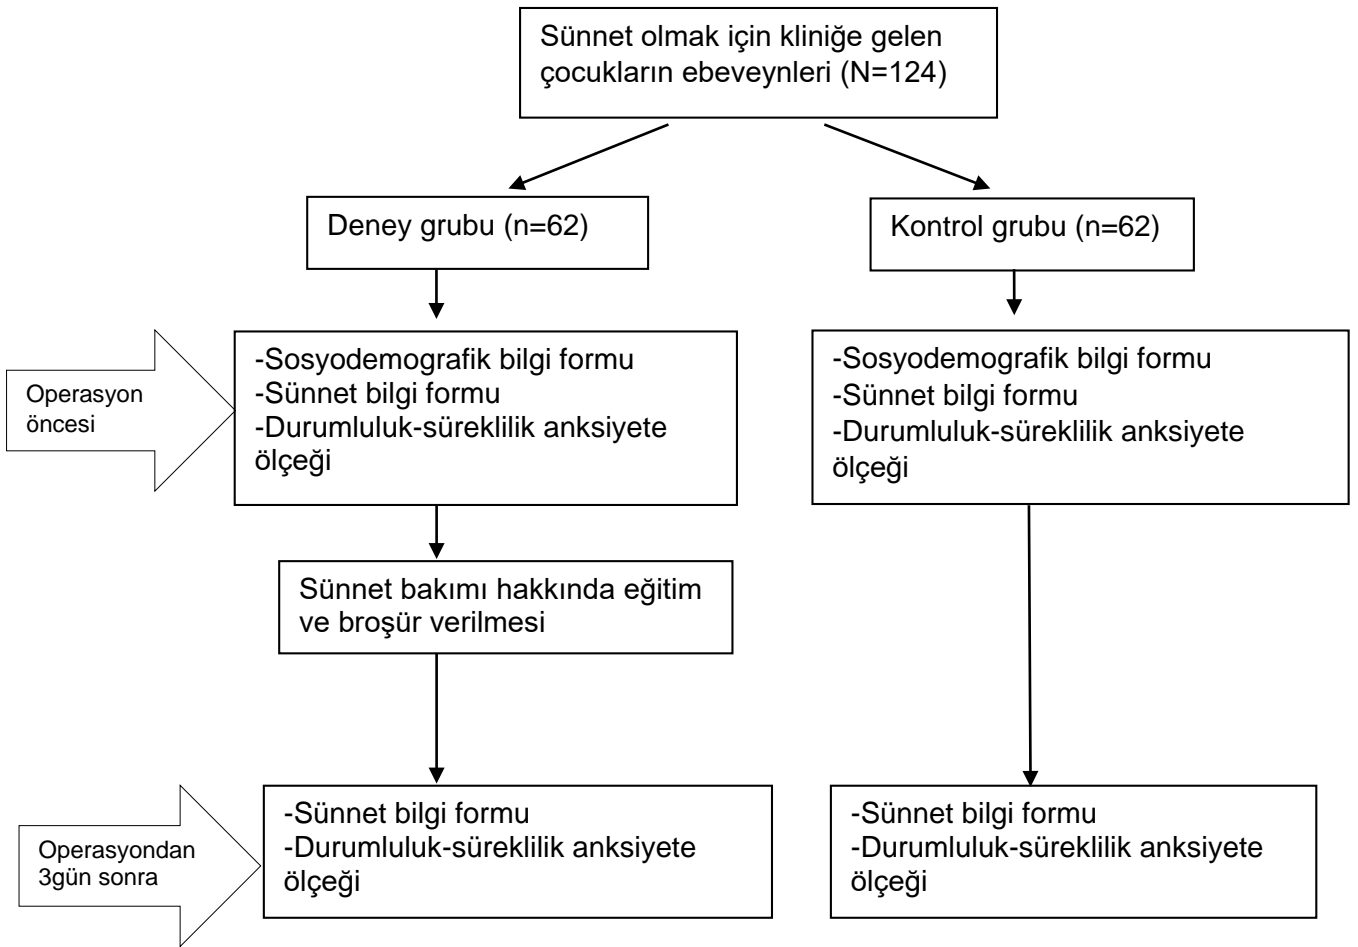 Sünnet olmak için kliniğe gelen
çocukların ebeveynleri (N=124)
Deney grubu (n=62)
Kontrol grubu (n=62)
Operasyon
öncesi
-Sosyodemografik bilgi formu
-Sünnet bilgi formu
-Durumluluk-süreklilik anksiyete
ölçeği
-Sosyodemografik bilgi formu
-Sünnet bilgi formu
-Durumluluk-süreklilik anksiyete
ölçeği
Sünnet bakımı hakkında eğitim
ve broşür verilmesi
Operasyondan
3gün sonra
-Sünnet bilgi formu
-Durumluluk-süreklilik anksiyete
ölçeği
-Sünnet bilgi formu
-Durumluluk-süreklilik anksiyete
ölçeği